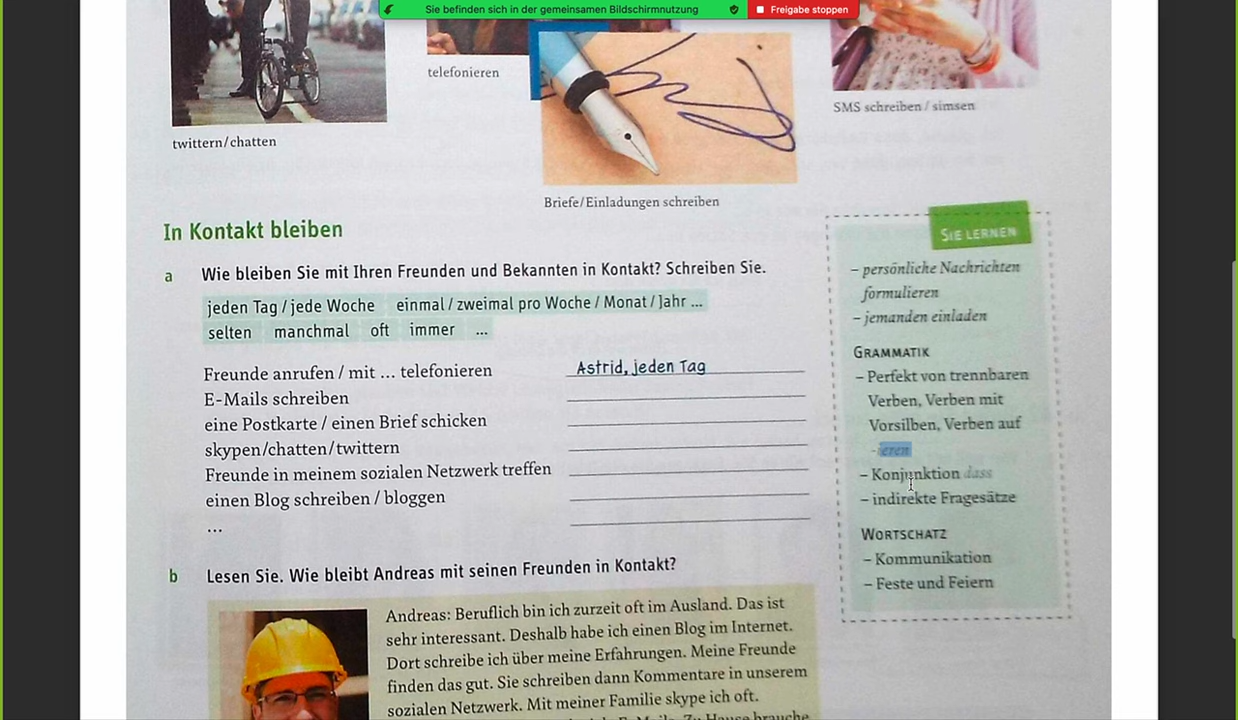 Sie befinden sich in der gemeinsamen Bildschirmnutzung
Freigabe stoppen
telefonieren
SMS schreiben / simsen
twittern/chatten
Briefe/Einladungen schreiben
In Kontakt bleiben
a Wie bleiben Sie mit Ihren Freunden und Bekannten in Kontakt? Schreiben Sie.
jeden Tag / jede Woche einmal / zweimal pro Woche / Monat / Jahr ...
selten manchmal oft immer ...
Freunde anrufen / mit ... telefonieren Astrid, jeden Tag
E-Mails schreiben
eine Postkarte / einen Brief schicken
skypen/chatten/twittern
Freunde in meinem sozialen Netzwerk treffen
einen Blog schreiben / bloggen
...
SIE LERNEN
– persönliche Nachrichten
formulieren
– jemanden einladen
GRAMMATIK
– Perfekt von trennbaren
Verben, Verben mit
Vorsilben, Verben auf
-ieren
– Konjunktion dass
– indirekte Fragesätze
WORTSCHATZ
– Kommunikation
– Feste und Feiern
b Lesen Sie. Wie bleibt Andreas mit seinen Freunden in Kontakt?
Andreas: Beruflich bin ich zurzeit oft im Ausland. Das ist
sehr interessant. Deshalb habe ich einen Blog im Internet.
Dort schreibe ich über meine Erfahrungen. Meine Freunde
finden das gut. Sie schreiben dann Kommentare in unserem
sozialen Netzwerk. Mit meiner Familie skype ich oft.
E-Mails. Zu Hause brauche